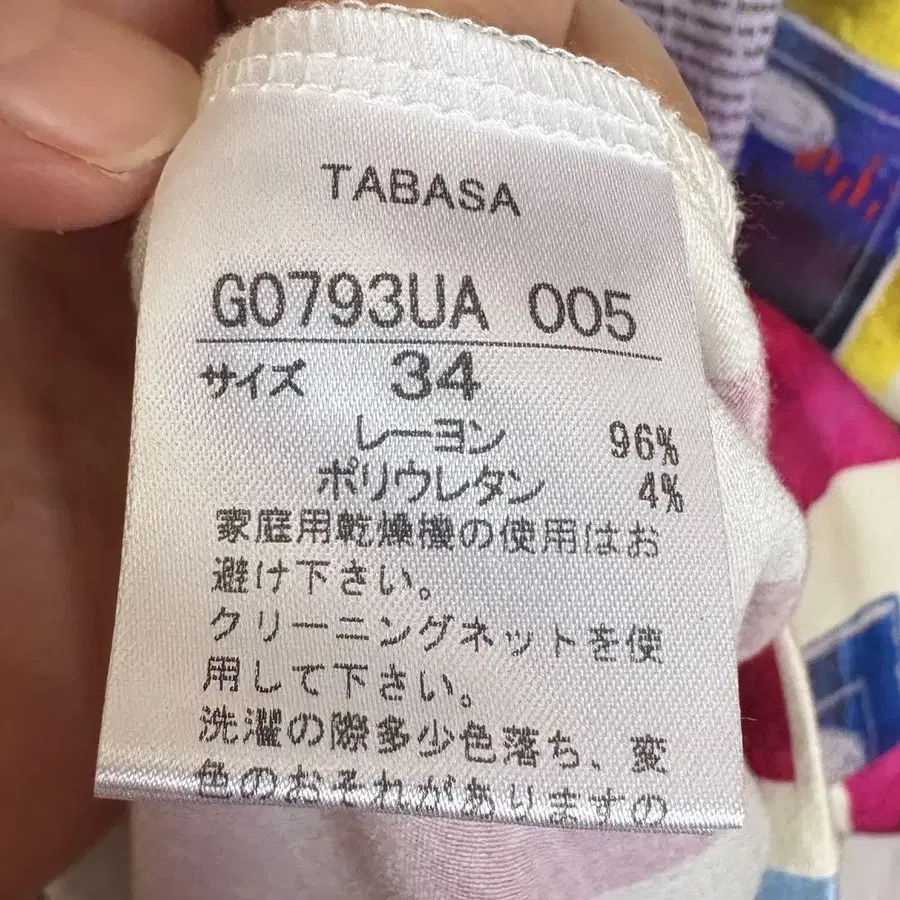 TABASA
G0793UA 005
サイズ 34
レーヨン 96%
ポリウレタン 4%
家庭用乾燥機の使用はお
避け下さい。
クリーニングネットを使
用して下さい。
洗濯の際多少色落ち、変
色のおそれがありますの